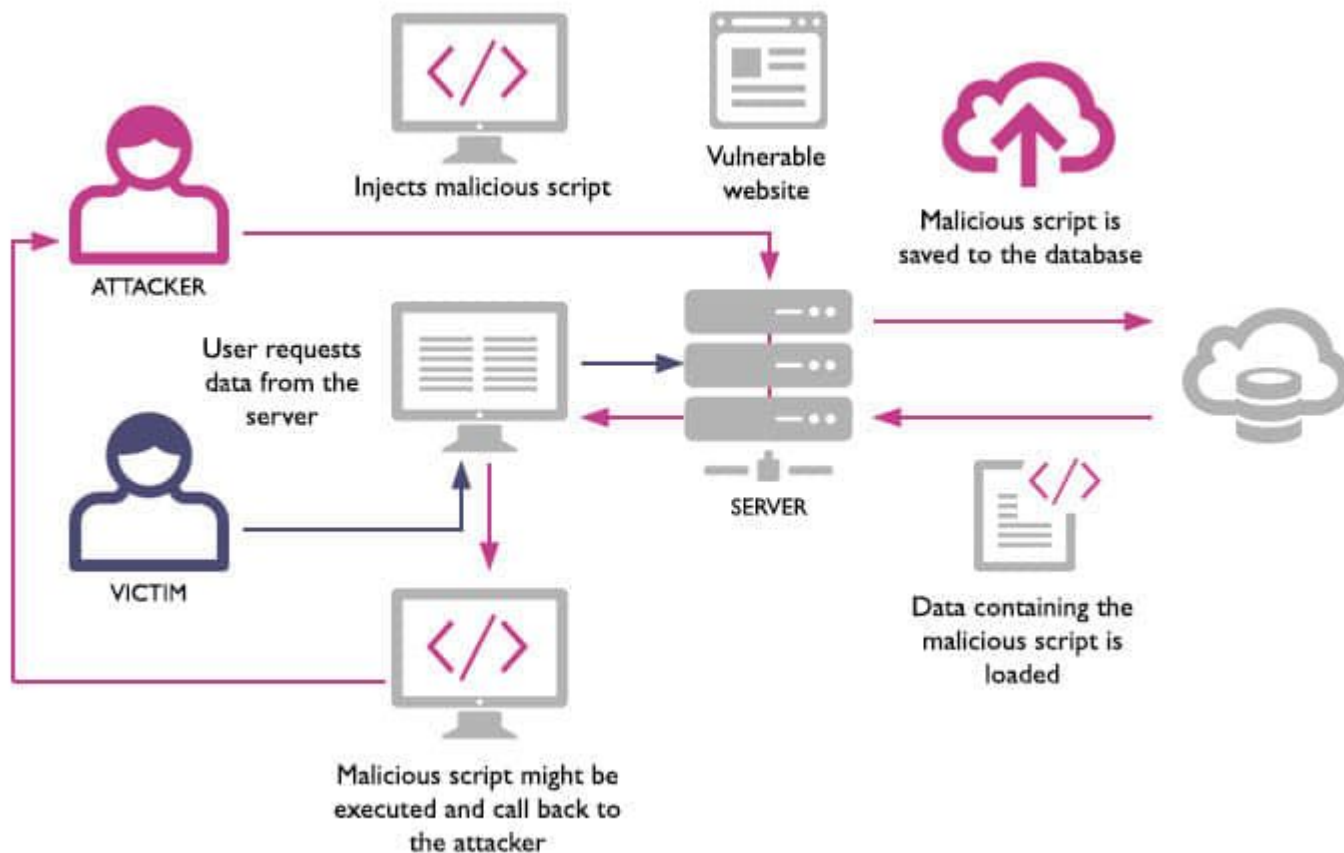 Injects malicious script
Vulnerable
website
Malicious script is
saved to the database
ATTACKER
User requests
data from the
server
VICTIM
SERVER
Data containing the
malicious script is
loaded
Malicious script might be
executed and call back to
the attacker